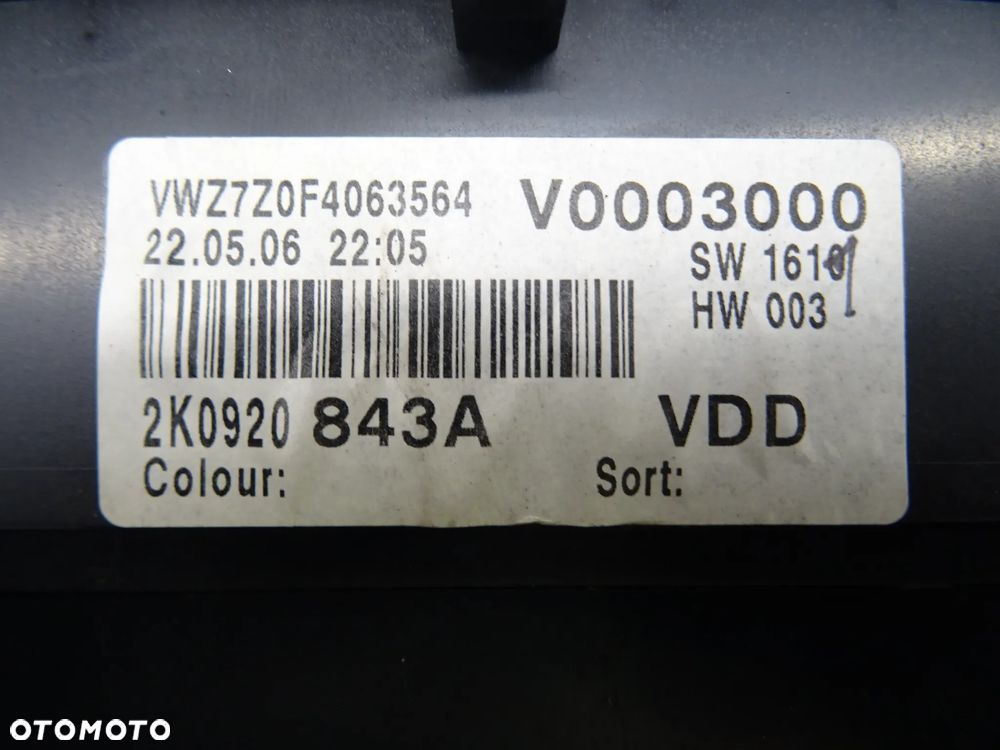 VWZ7Z0F4063564 V0003000
22.05.06 22:05
SW 1610
HW 003
2K0920 843A VDD
Colour: Sort:
OTOMOTO